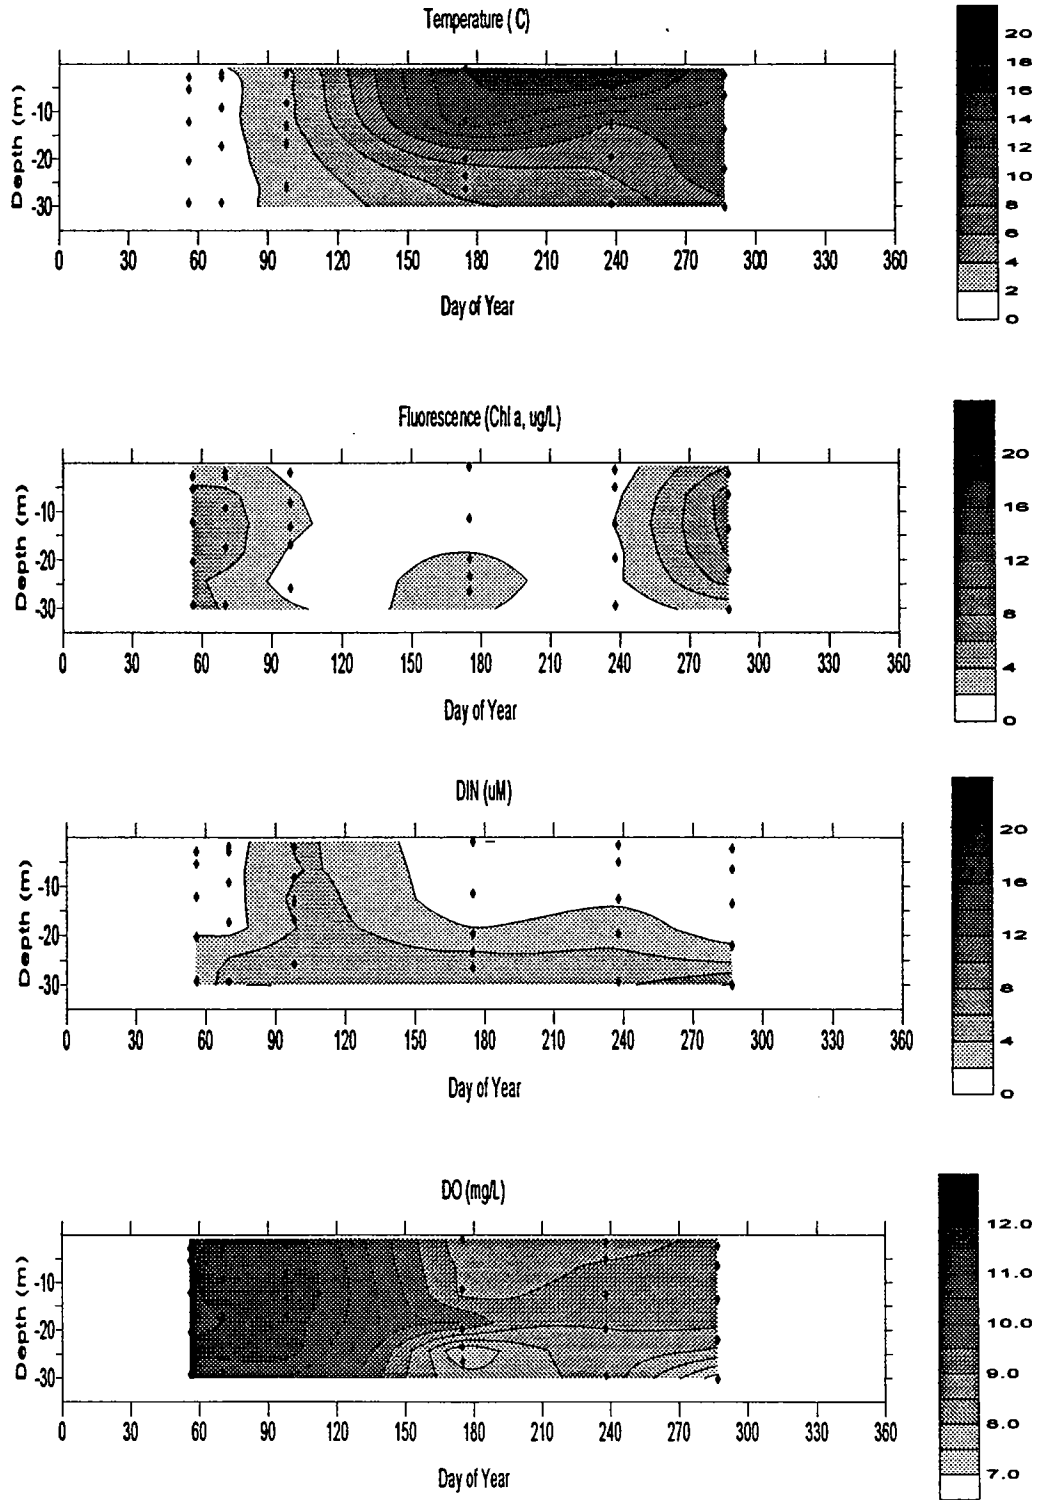 Temperature ( C)
Depth (m)
-10
-20
-30
0 30 60 90 120 150 180 210 240 270 300 330 360
Day of Year
20
18
16
14
12
10
8
6
4
2
0
Fluorescence (Chl a, ug/L)
Depth (m)
-10
-20
-30
0 30 60 90 120 150 180 210 240 270 300 330 360
Day of Year
20
16
12
8
4
0
DIN (uM)
Depth (m)
-10
-20
-30
0 30 60 90 120 150 180 210 240 270 300 330 360
Day of Year
20
16
12
8
4
0
DO (mg/L)
Depth (m)
-10
-20
-30
0 30 60 90 120 150 180 210 240 270 300 330 360
Day of Year
12.0
11.0
10.0
9.0
8.0
7.0